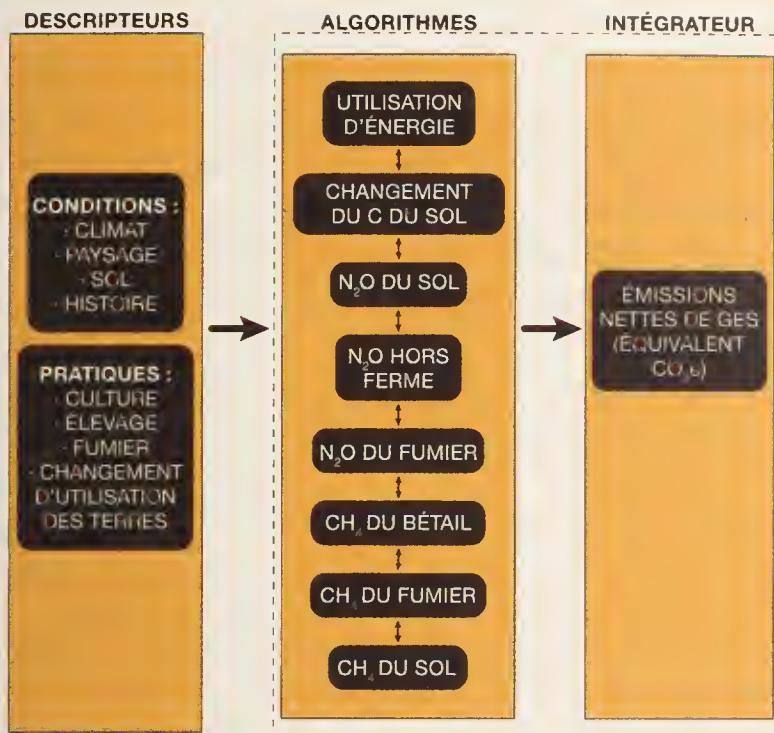 DESCRIPTEURS
CONDITIONS :
· CLIMAT
· PAYSAGE
· SOL
· HISTOIRE
PRATIQUES :
· CULTURE
· ÉLEVAGE
· FUMIER
· CHANGEMENT
D'UTILISATION
DES TERRES
ALGORITHMES
UTILISATION
D'ÉNERGIE
CHANGEMENT
DU C DU SOL
N₂O DU SOL
N₂O HORS
FERME
N₂O DU FUMIER
CH₄ DU BÉTAIL
CH₄ DU FUMIER
CH₄ DU SOL
INTÉGRATEUR
ÉMISSIONS
NETTES DE GES
(ÉQUIVALENT
CO₂)